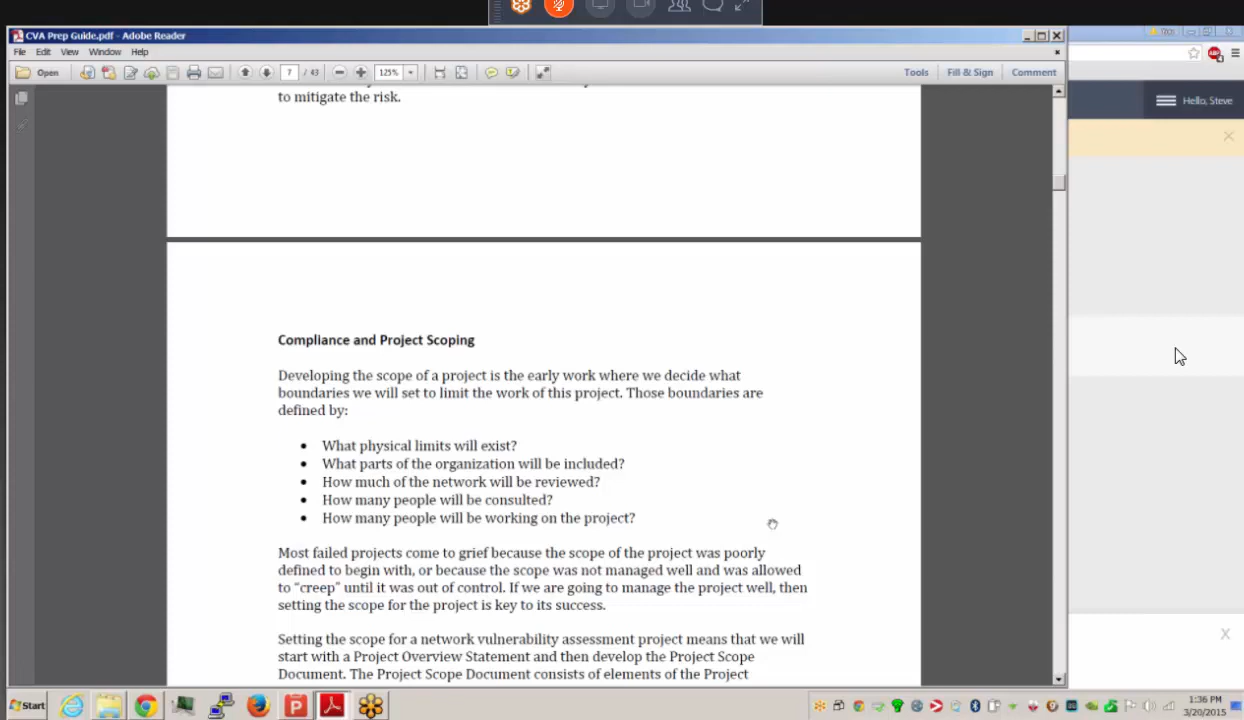 CVA Prep Guide.pdf - Adobe Reader
File Edit View Window Help
Open 7 / 43 125% Tools Fill & Sign Comment
Hello, Steve
to mitigate the risk.
Compliance and Project Scoping
Developing the scope of a project is the early work where we decide what
boundaries we will set to limit the work of this project. Those boundaries are
defined by:
• What physical limits will exist?
• What parts of the organization will be included?
• How much of the network will be reviewed?
• How many people will be consulted?
• How many people will be working on the project?
Most failed projects come to grief because the scope of the project was poorly
defined to begin with, or because the scope was not managed well and was allowed
to “creep” until it was out of control. If we are going to manage the project well, then
setting the scope for the project is key to its success.
Setting the scope for a network vulnerability assessment project means that we will
start with a Project Overview Statement and then develop the Project Scope
Document. The Project Scope Document consists of elements of the Project
Start
1:36 PM
3/20/2015